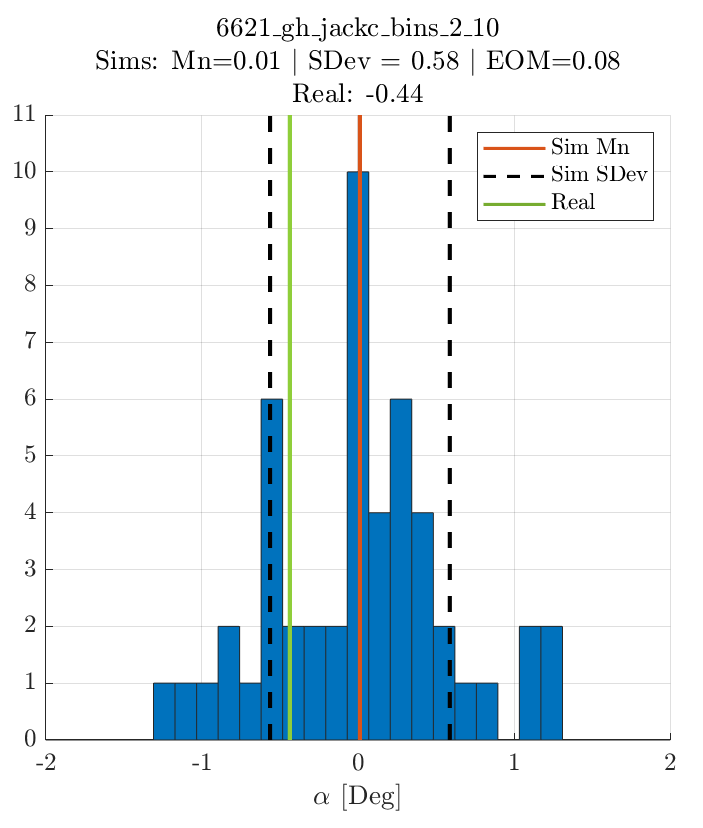 6621_gh_jackc_bins_2_10
Sims: Mn=0.01 | SDev = 0.58 | EOM=0.08
Real: -0.44
11
10
9
8
7
6
5
4
3
2
1
0
Sim Mn
Sim SDev
Real
-2 -1 0 1 2
α [Deg]